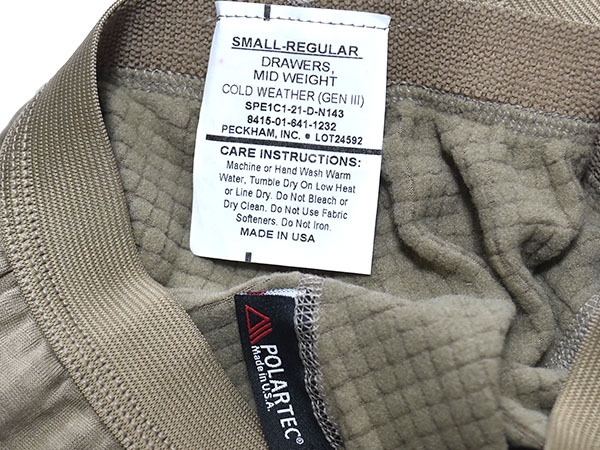 SMALL-REGULAR
DRAWERS,
MID WEIGHT
COLD WEATHER (GEN III)
SPE1C1-21-D-N143
8415-01-641-1232
PECKHAM, INC. • LOT24592
CARE INSTRUCTIONS:
Machine or Hand Wash Warm
Water, Tumble Dry On Low Heat
or Line Dry. Do Not Bleach or
Dry Clean. Do Not Use Fabric
Softeners. Do Not Iron.
MADE IN USA
POLARTEC®
Made in U.S.A.